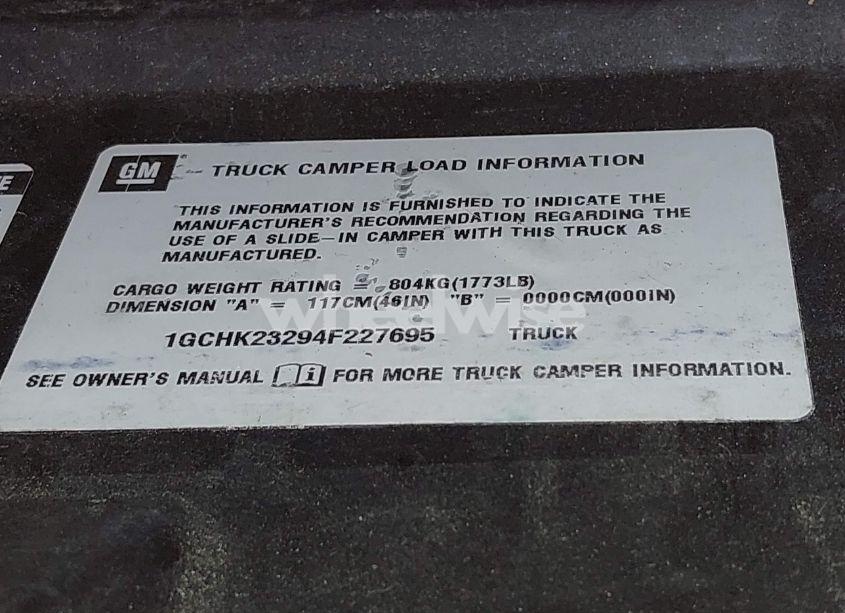 GM TRUCK CAMPER LOAD INFORMATION
THIS INFORMATION IS FURNISHED TO INDICATE THE
MANUFACTURER'S RECOMMENDATION REGARDING THE
USE OF A SLIDE-IN CAMPER WITH THIS TRUCK AS
MANUFACTURED.
CARGO WEIGHT RATING = 804KG(1773LB)
DIMENSION "A" = 117CM(46IN) "B" = 0000CM(000IN)
wheelwise
1GCHK23294F227695 TRUCK
SEE OWNER'S MANUAL i FOR MORE TRUCK CAMPER INFORMATION.